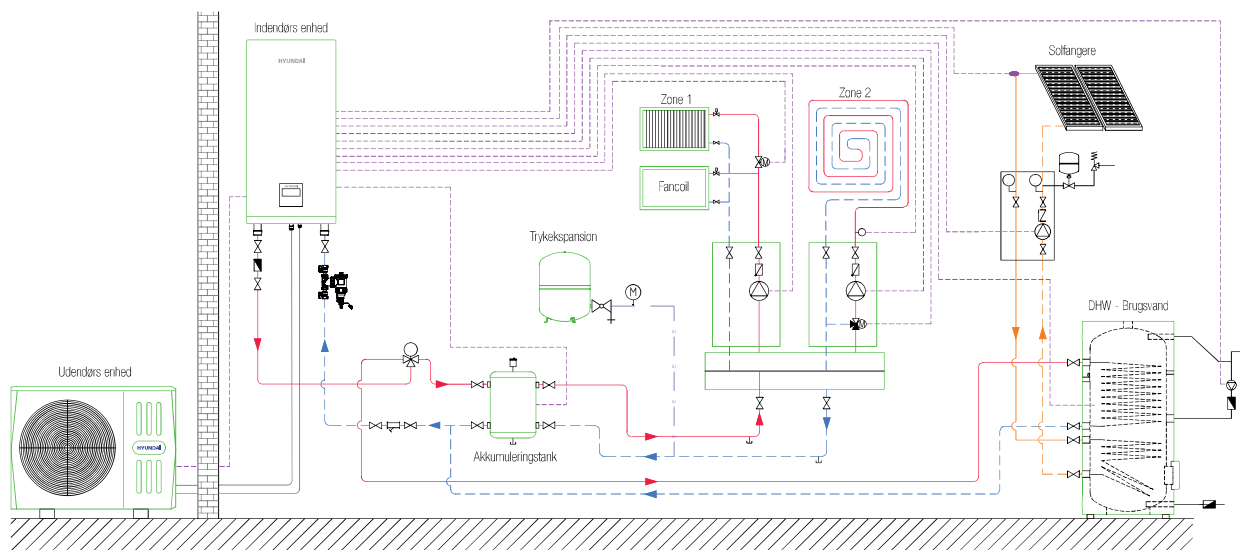 Indendørs enhed
HYUNDAI
Solfangere
Zone 1
Zone 2
Fancoil
Trykekspansion
M
DHW - Brugsvand
Udendørs enhed
HYUNDAI
Akkumuleringstank